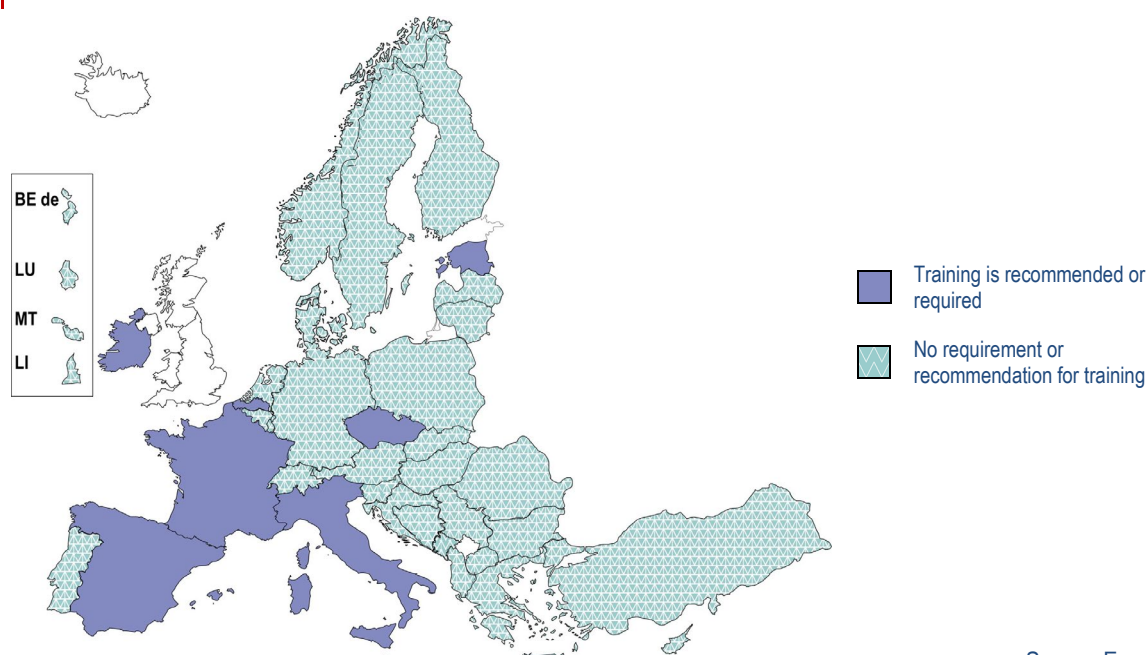 BE de
LU
MT
LI
Training is recommended or
required
No requirement or
recommendation for training